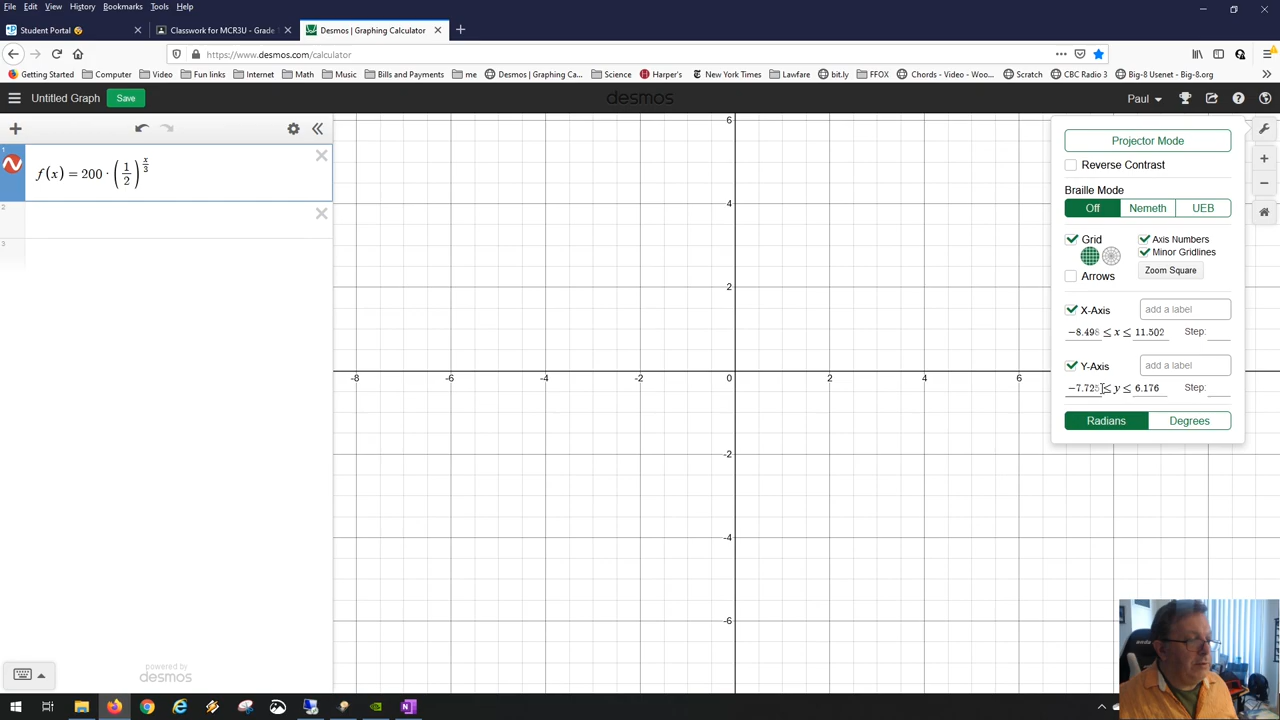 File Edit View History Bookmarks Tools Help
Student Portal
Classwork for MCR3U - Grade
Desmos | Graphing Calculator
https://www.desmos.com/calculator
Getting Started Computer Video Fun links Internet Math Music Bills and Payments me Desmos | Graphing Ca... Science Harper's New York Times Lawfare bit.ly FFOX Chords - Video - Woo... Scratch CBC Radio 3 Big-8 Usenet - Big-8.org
Untitled Graph Save desmos Paul
1
f(x) = 200 · (1/2)^(x/3)
2
3
powered by
desmos
6
4
2
-8 -6 -4 -2 0 2 4 6
-2
-4
-6
Projector Mode
Reverse Contrast
Braille Mode
Off Nemeth UEB
Grid Axis Numbers
Minor Gridlines
Arrows Zoom Square
X-Axis add a label
−8.498 ≤ x ≤ 11.502 Step:
Y-Axis add a label
−7.725 ≤ y ≤ 6.176 Step:
Radians Degrees